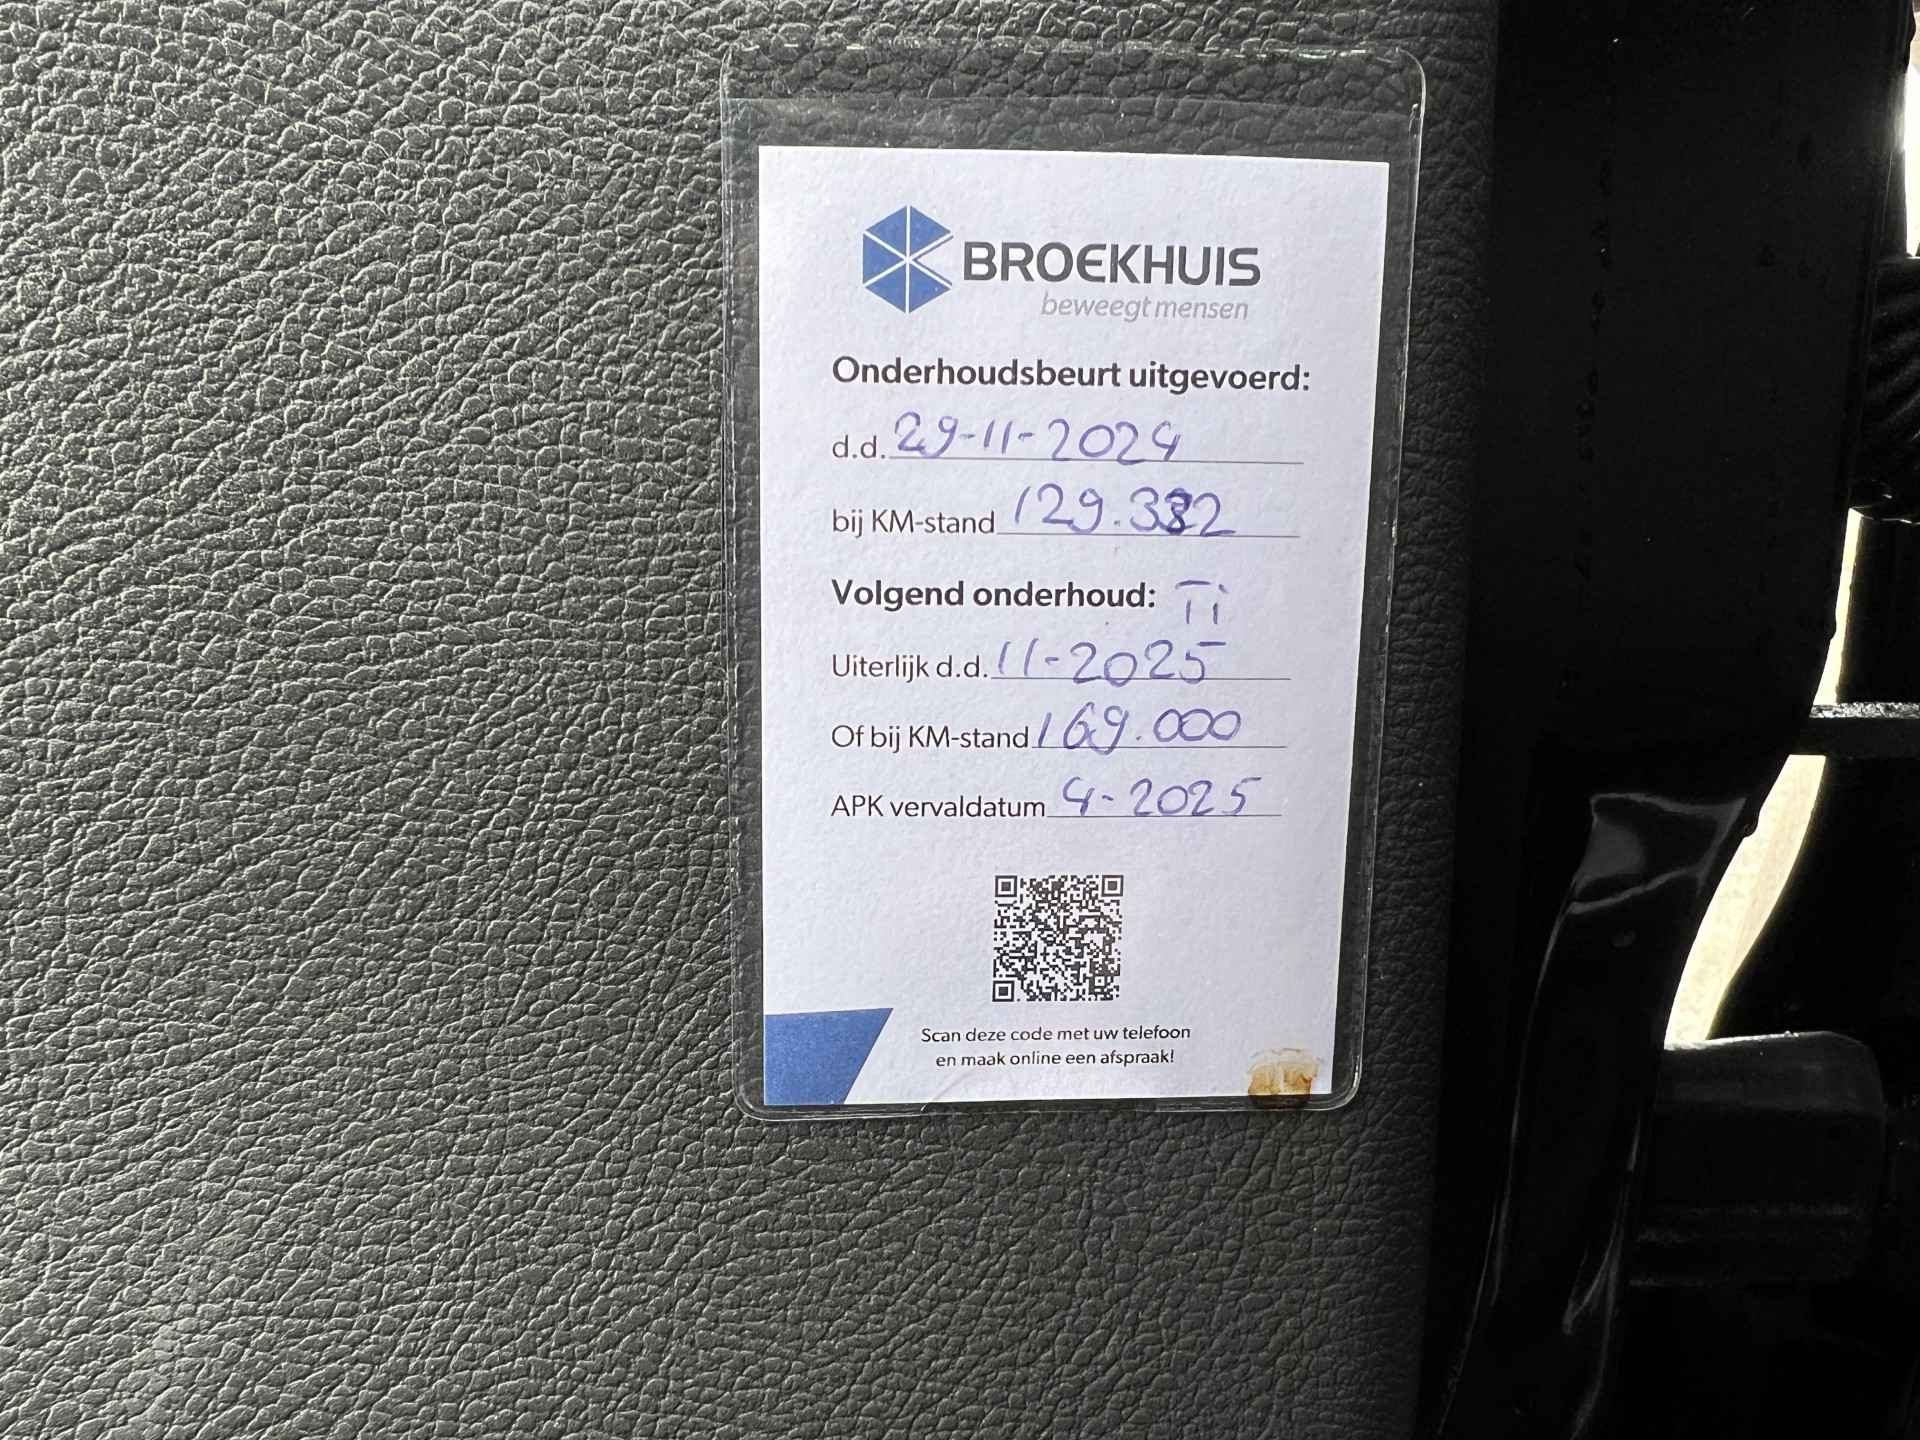 BROEKHUIS
beweegt mensen
Onderhoudsbeurt uitgevoerd:
d.d. 29-11-2024
bij KM-stand 129.382
Volgend onderhoud: Ti
Uiterlijk d.d. 11-2025
Of bij KM-stand 169.000
APK vervaldatum 4-2025
Scan deze code met uw telefoon
en maak online een afspraak!